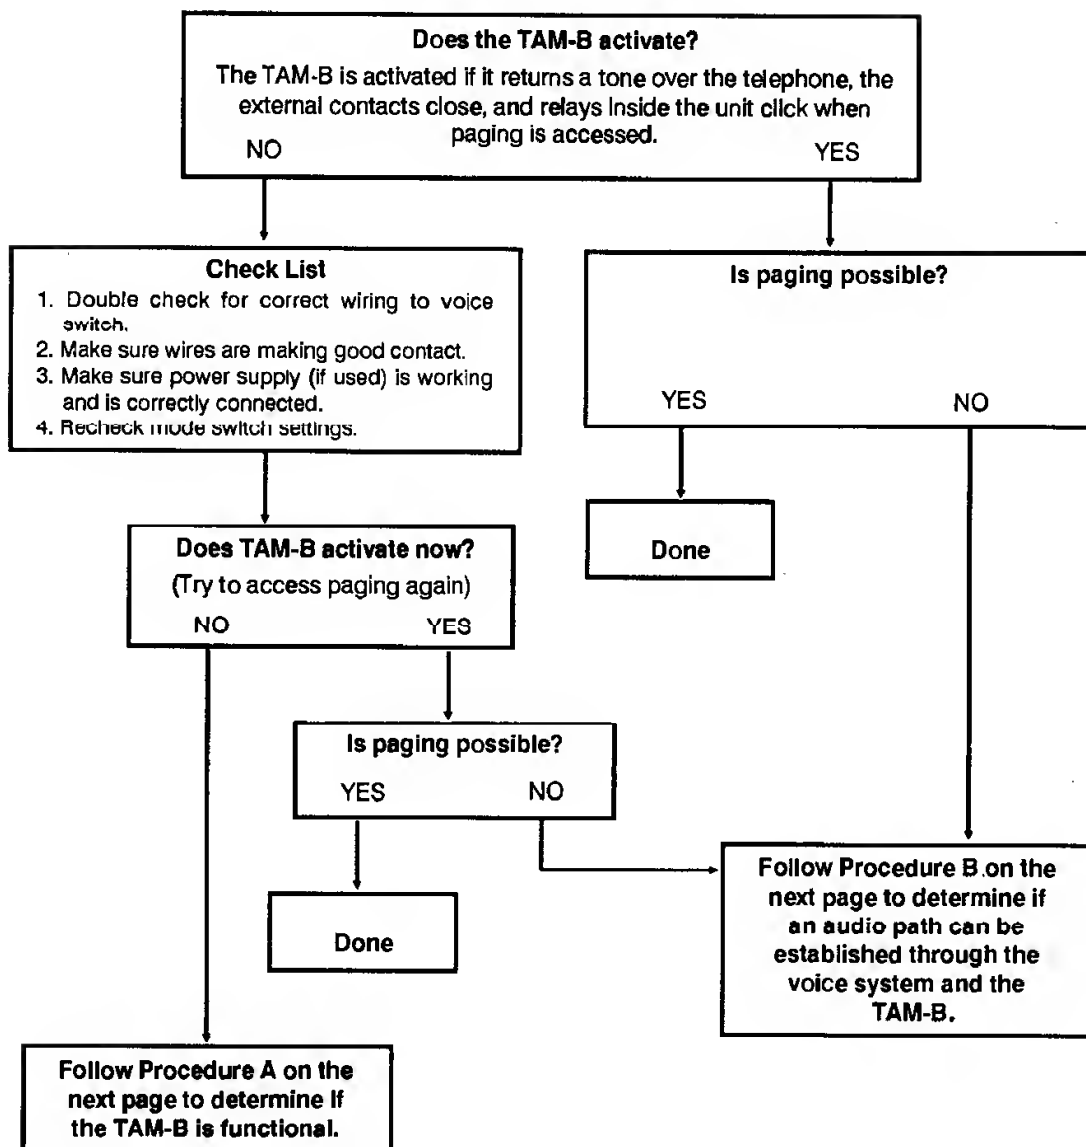 Does the TAM-B activate?
The TAM-B is activated if it returns a tone over the telephone, the
external contacts close, and relays inside the unit click when
paging is accessed.
NO
YES
Check List
1. Double check for correct wiring to voice
switch.
2. Make sure wires are making good contact.
3. Make sure power supply (if used) is working
and is correctly connected.
4. Recheck mode switch settings.
Is paging possible?
YES
NO
Done
Does TAM-B activate now?
(Try to access paging again)
NO
YES
Is paging possible?
YES
NO
Done
Follow Procedure B on the
next page to determine if
an audio path can be
established through the
voice system and the
TAM-B.
Follow Procedure A on the
next page to determine if
the TAM-B is functional.